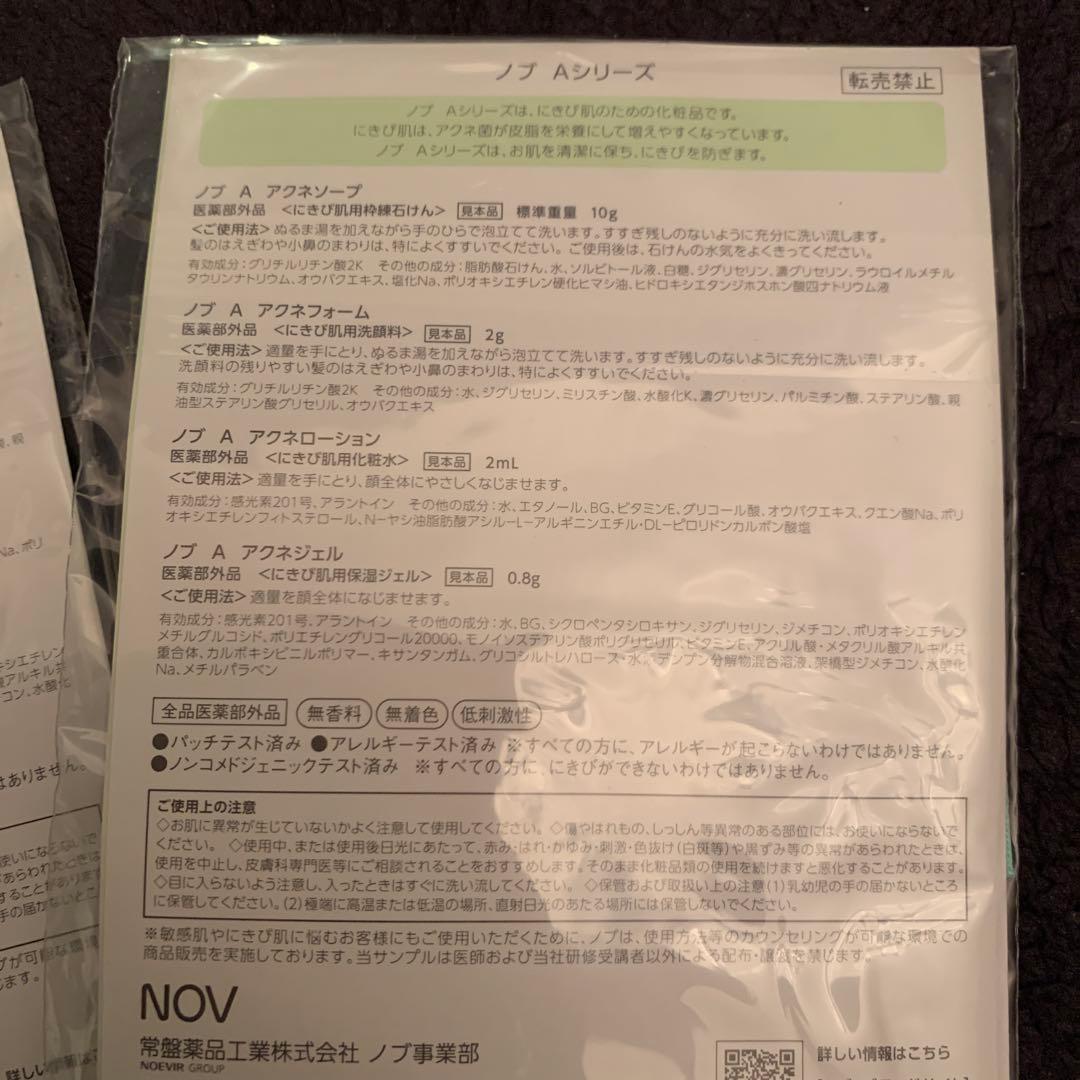 ノブ Aシリーズ
転売禁止
ノブ Aシリーズは、にきび肌のための化粧品です。
にきび肌は、アクネ菌が皮脂を栄養にして増えやすくなっています。
ノブ Aシリーズは、お肌を清潔に保ち、にきびを防ぎます。
ノブ A アクネソープ
医薬部外品 <にきび肌用枠練石けん> 見本品 標準重量 10g
<ご使用法>ぬるま湯を加えながら手のひらで泡立てて洗います。すすぎ残しのないように充分に洗い流します。
髪のはえぎわや小鼻のまわりは、特によくすすいでください。ご使用後は、石けんの水気をよくきってください。
有効成分:グリチルリチン酸2K その他の成分:脂肪酸石けん、水、ソルビトール液、白糖、ジグリセリン、濃グリセリン、ラウロイルメチル
タウリンナトリウム、オウバクエキス、塩化Na、ポリオキシエチレン硬化ヒマシ油、ヒドロキシエタンジホスホン酸四ナトリウム液
ノブ A アクネフォーム
医薬部外品 <にきび肌用洗顔料> 見本品 2g
<ご使用法>適量を手にとり、ぬるま湯を加えながら泡立てて洗います。すすぎ残しのないように充分に洗い流します。
洗顔料の残りやすい髪のはえぎわや小鼻のまわりは、特によくすすいでください。
有効成分:グリチルリチン酸2K その他の成分:水、ジグリセリン、ミリスチン酸、水酸化K、濃グリセリン、パルミチン酸、ステアリン酸、親
油型ステアリン酸グリセリル、オウバクエキス
ノブ A アクネローション
医薬部外品 <にきび肌用化粧水> 見本品 2mL
<ご使用法>適量を手にとり、顔全体にやさしくなじませます。
有効成分:感光素201号、アラントイン その他の成分:水、エタノール、BG、ビタミンE、グリコール酸、オウバクエキス、クエン酸Na、ポリ
オキシエチレンフィトステロール、N-ヤシ油脂肪酸アシル-L-アルギニンエチル・DL-ピロリドンカルボン酸塩
ノブ A アクネジェル
医薬部外品 <にきび肌用保湿ジェル> 見本品 0.8g
<ご使用法>適量を顔全体になじませます。
有効成分:感光素201号、アラントイン その他の成分:水、BG、シクロペンタシロキサン、ジグリセリン、ジメチコン、ポリオキシエチレン
メチルグルコシド、ポリエチレングリコール20000、モノイソステアリン酸ポリグリセリル、ビタミンE、アクリル酸・メタクリル酸アルキル共
重合体、カルボキシビニルポリマー、キサンタンガム、グリコシルトレハロース・水、デンプン分解物混合溶液、架橋型ジメチコン、水酸化
Na、メチルパラベン
全品医薬部外品 無香料 無着色 低刺激性
●パッチテスト済み ●アレルギーテスト済み ※すべての方に、アレルギーが起こらないわけではありません。
●ノンコメドジェニックテスト済み ※すべての方に、にきびができないわけではありません。
ご使用上の注意
◇お肌に異常が生じていないかよく注意して使用してください。◇傷やはれもの、しっしん等異常のある部位には、お使いにならないで
ください。 ◇使用中、または使用後日光にあたって、赤み・はれ・かゆみ・刺激・色抜け(白斑等)や黒ずみ等の異常があらわれたときは、
使用を中止し、皮膚科専門医等にご相談されることをおすすめします。そのまま化粧品類の使用を続けますと悪化することがあります。
◇目に入らないよう注意し、入ったときはすぐに洗い流してください。 ◇保管および取扱い上の注意(1)乳幼児の手の届かないところ
に保管してください。(2)極端に高温または低温の場所、直射日光のあたる場所には保管しないでください。
※敏感肌やにきび肌に悩むお客様にもご使用いただくために、ノブは、使用方法等のカウンセリングが可能な環境での
商品販売を実施しております。当サンプルは医師および当社研修受講者以外による配布・譲渡を禁じます。
NOV
常盤薬品工業株式会社 ノブ事業部
NOEVIR GROUP
詳しい情報はこちら